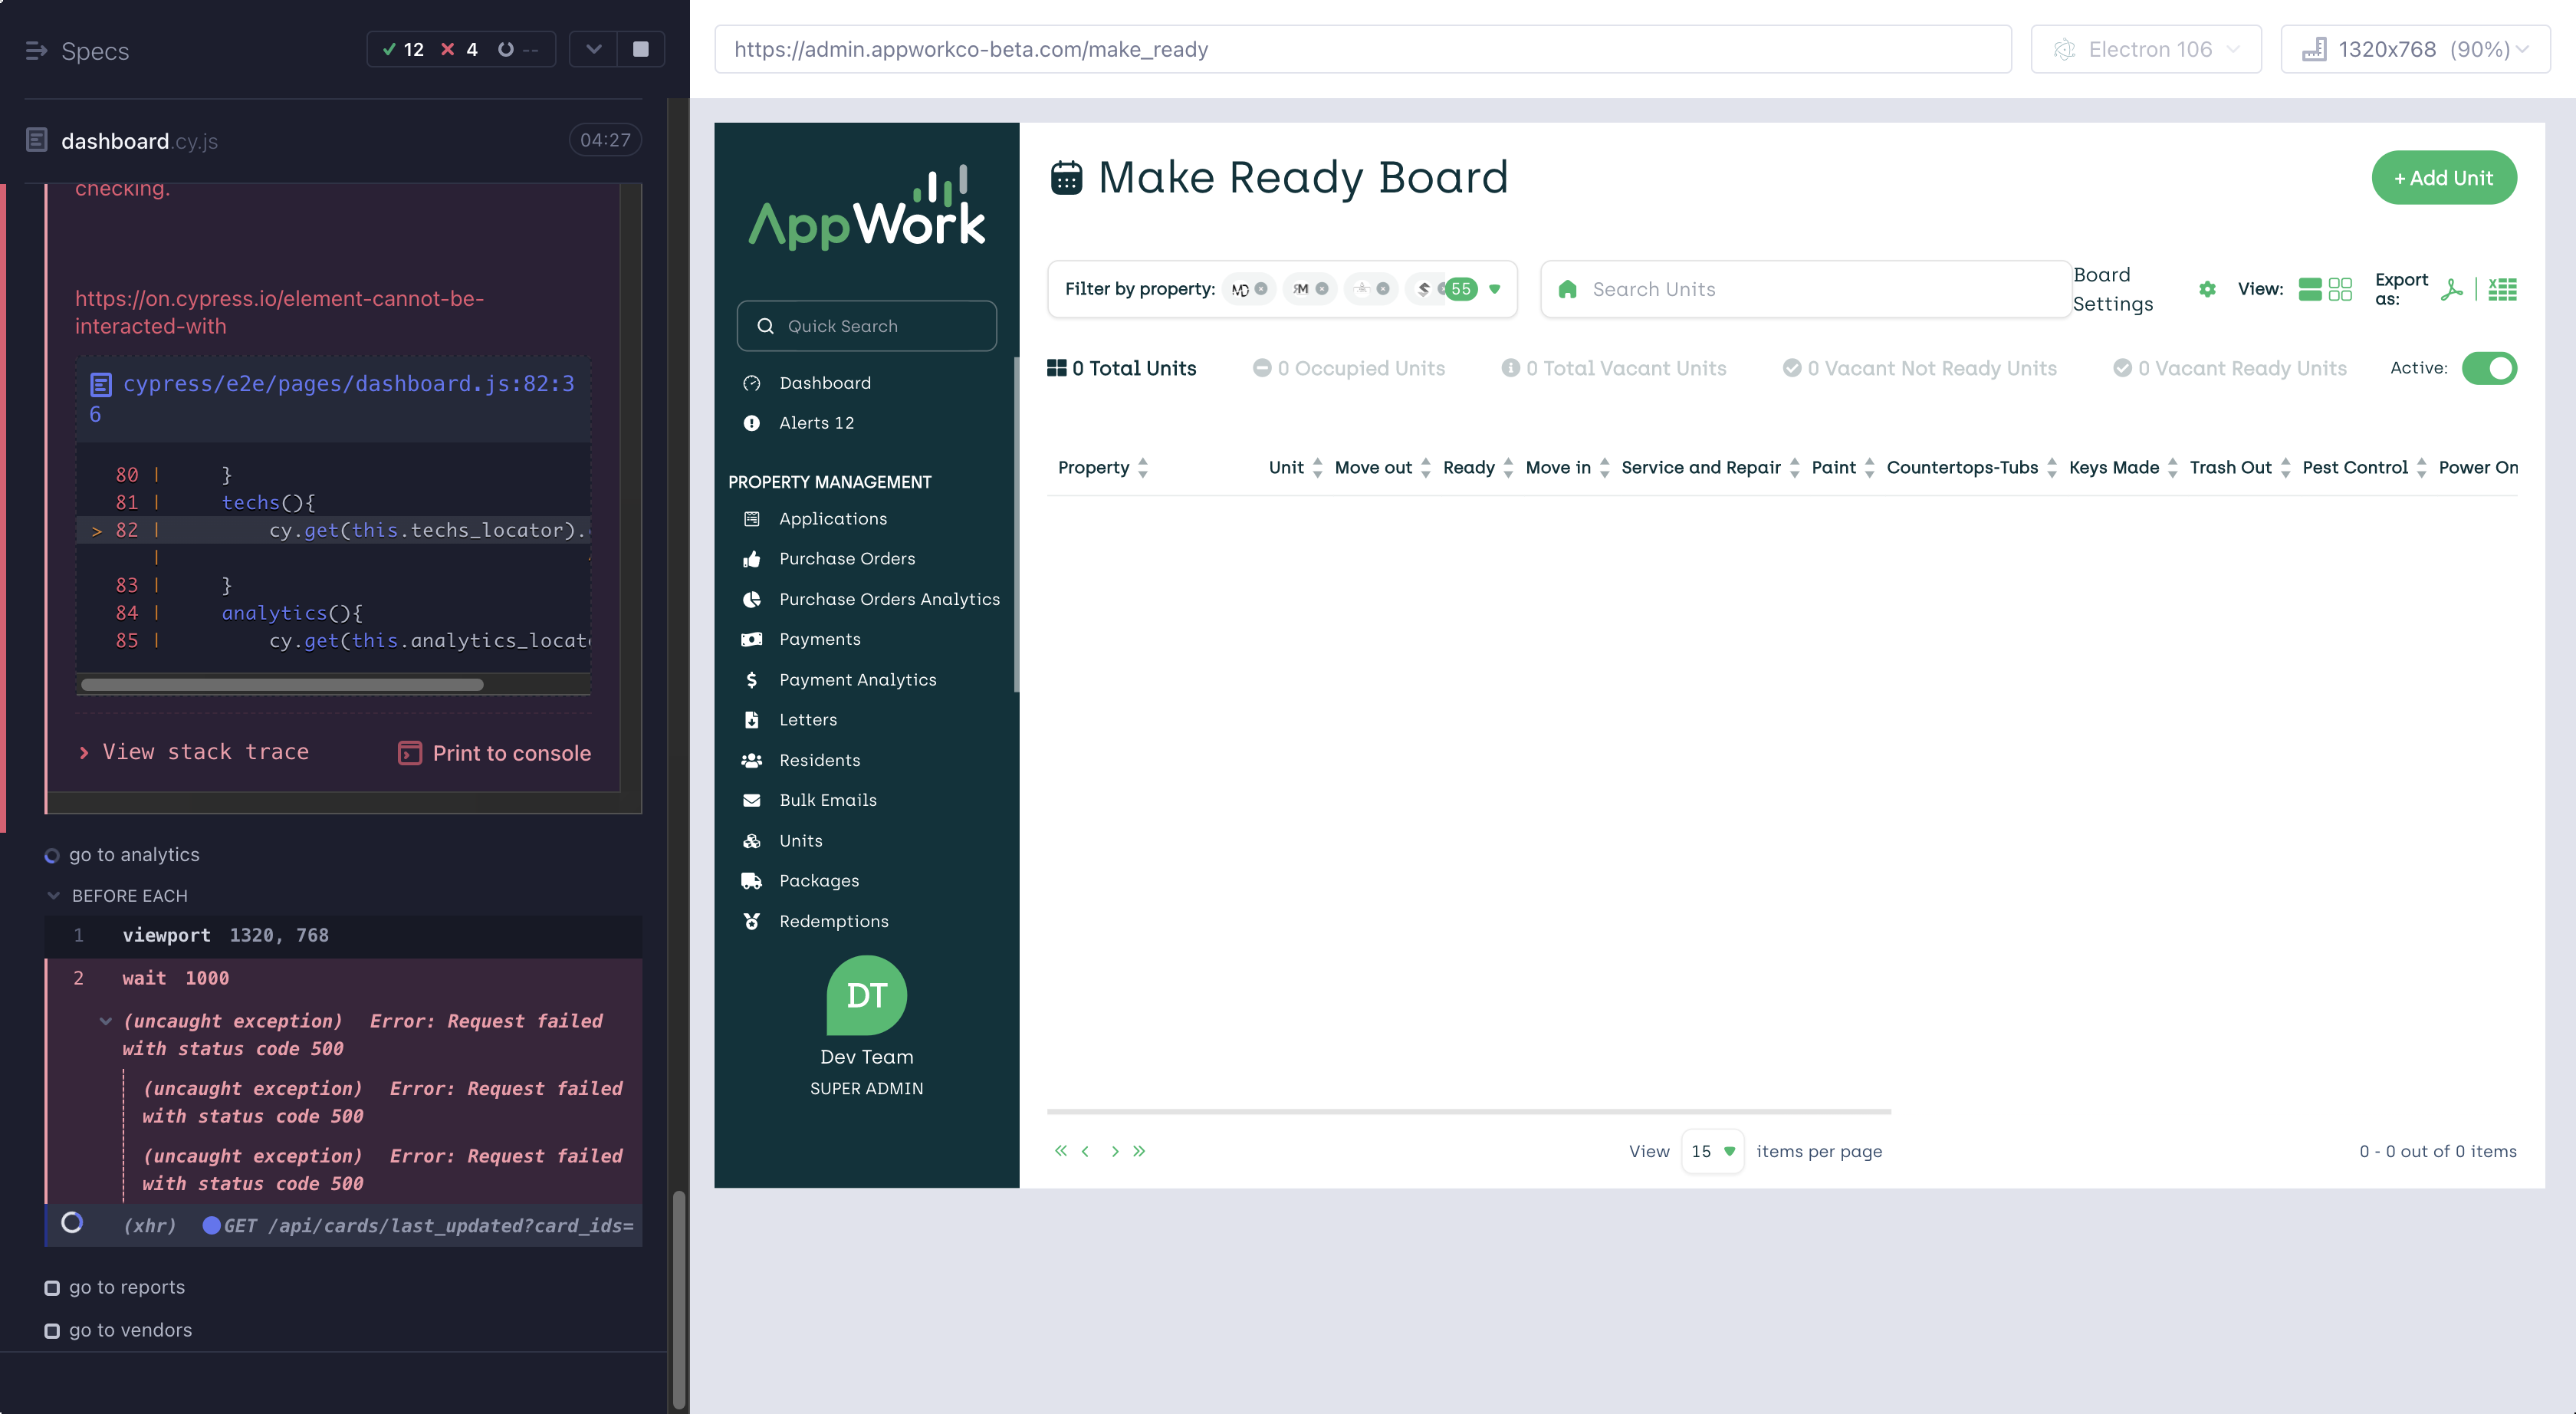 Specs
12 4 --
dashboard.cy.js
04:27
checking.
https://on.cypress.io/element-cannot-be-
interacted-with
cypress/e2e/pages/dashboard.js:82:3
6
80 | }
81 | techs(){
> 82 | cy.get(this.techs_locator).
|
83 | }
84 | analytics(){
85 | cy.get(this.analytics_locat
View stack trace
Print to console
go to analytics
BEFORE EACH
1 viewport 1320, 768
2 wait 1000
(uncaught exception) Error: Request failed
with status code 500
(uncaught exception) Error: Request failed
with status code 500
(uncaught exception) Error: Request failed
with status code 500
(xhr) GET /api/cards/last_updated?card_ids=
go to reports
go to vendors
https://admin.appworkco-beta.com/make_ready
Electron 106
1320x768 (90%)
AppWork
Quick Search
Dashboard
Alerts 12
PROPERTY MANAGEMENT
Applications
Purchase Orders
Purchase Orders Analytics
Payments
Payment Analytics
Letters
Residents
Bulk Emails
Units
Packages
Redemptions
DT
Dev Team
SUPER ADMIN
Make Ready Board
+ Add Unit
Filter by property: 55
Search Units
Board
Settings
View:
Export
as:
0 Total Units
0 Occupied Units
0 Total Vacant Units
0 Vacant Not Ready Units
0 Vacant Ready Units
Active:
Property Unit Move out Ready Move in Service and Repair Paint Countertops-Tubs Keys Made Trash Out Pest Control Power On
« ‹ › »
View 15 items per page
0 - 0 out of 0 items